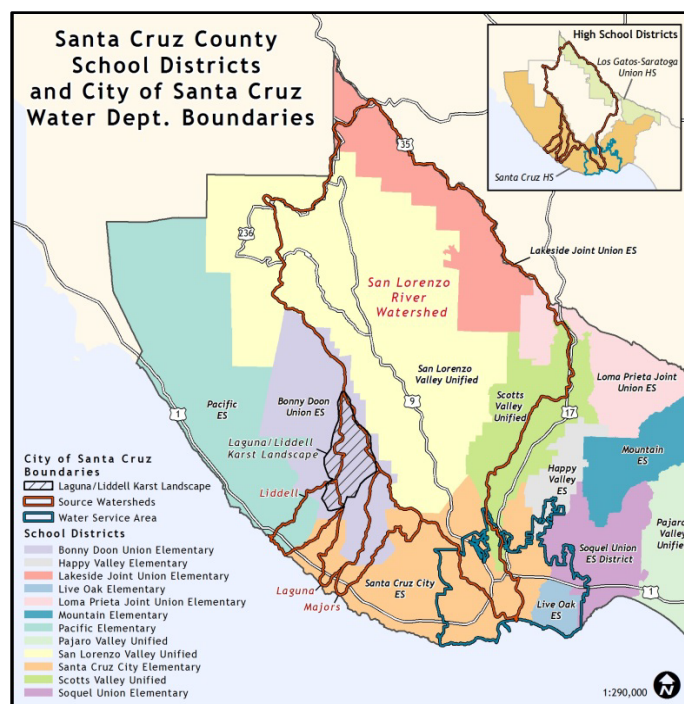 Santa Cruz County
School Districts
and City of Santa Cruz
Water Dept. Boundaries
High School Districts
Los Gatos-Saratoga
Union HS
Santa Cruz HS
35
236
Lakeside Joint Union ES
San Lorenzo
River
Watershed
San Lorenzo
Valley Unified
9
Scotts
Valley
Unified
17
Loma Prieta Joint
Union ES
Pacific
ES
1
Bonny Doon
Union ES
Laguna/Liddell
Karst Landscape
Mountain
ES
Happy
Valley
ES
Liddell
Soquel Union
ES District
Pajaro
Valley
Unified
Santa Cruz City
ES
Laguna
Majors
Live Oak
ES
1
City of Santa Cruz
Boundaries
Laguna/Liddell Karst Landscape
Source Watersheds
Water Service Area
School Districts
Bonny Doon Union Elementary
Happy Valley Elementary
Lakeside Joint Union Elementary
Live Oak Elementary
Loma Prieta Joint Union Elementary
Mountain Elementary
Pacific Elementary
Pajaro Valley Unified
San Lorenzo Valley Unified
Santa Cruz City Elementary
Scotts Valley Unified
Soquel Union Elementary
1:290,000
N